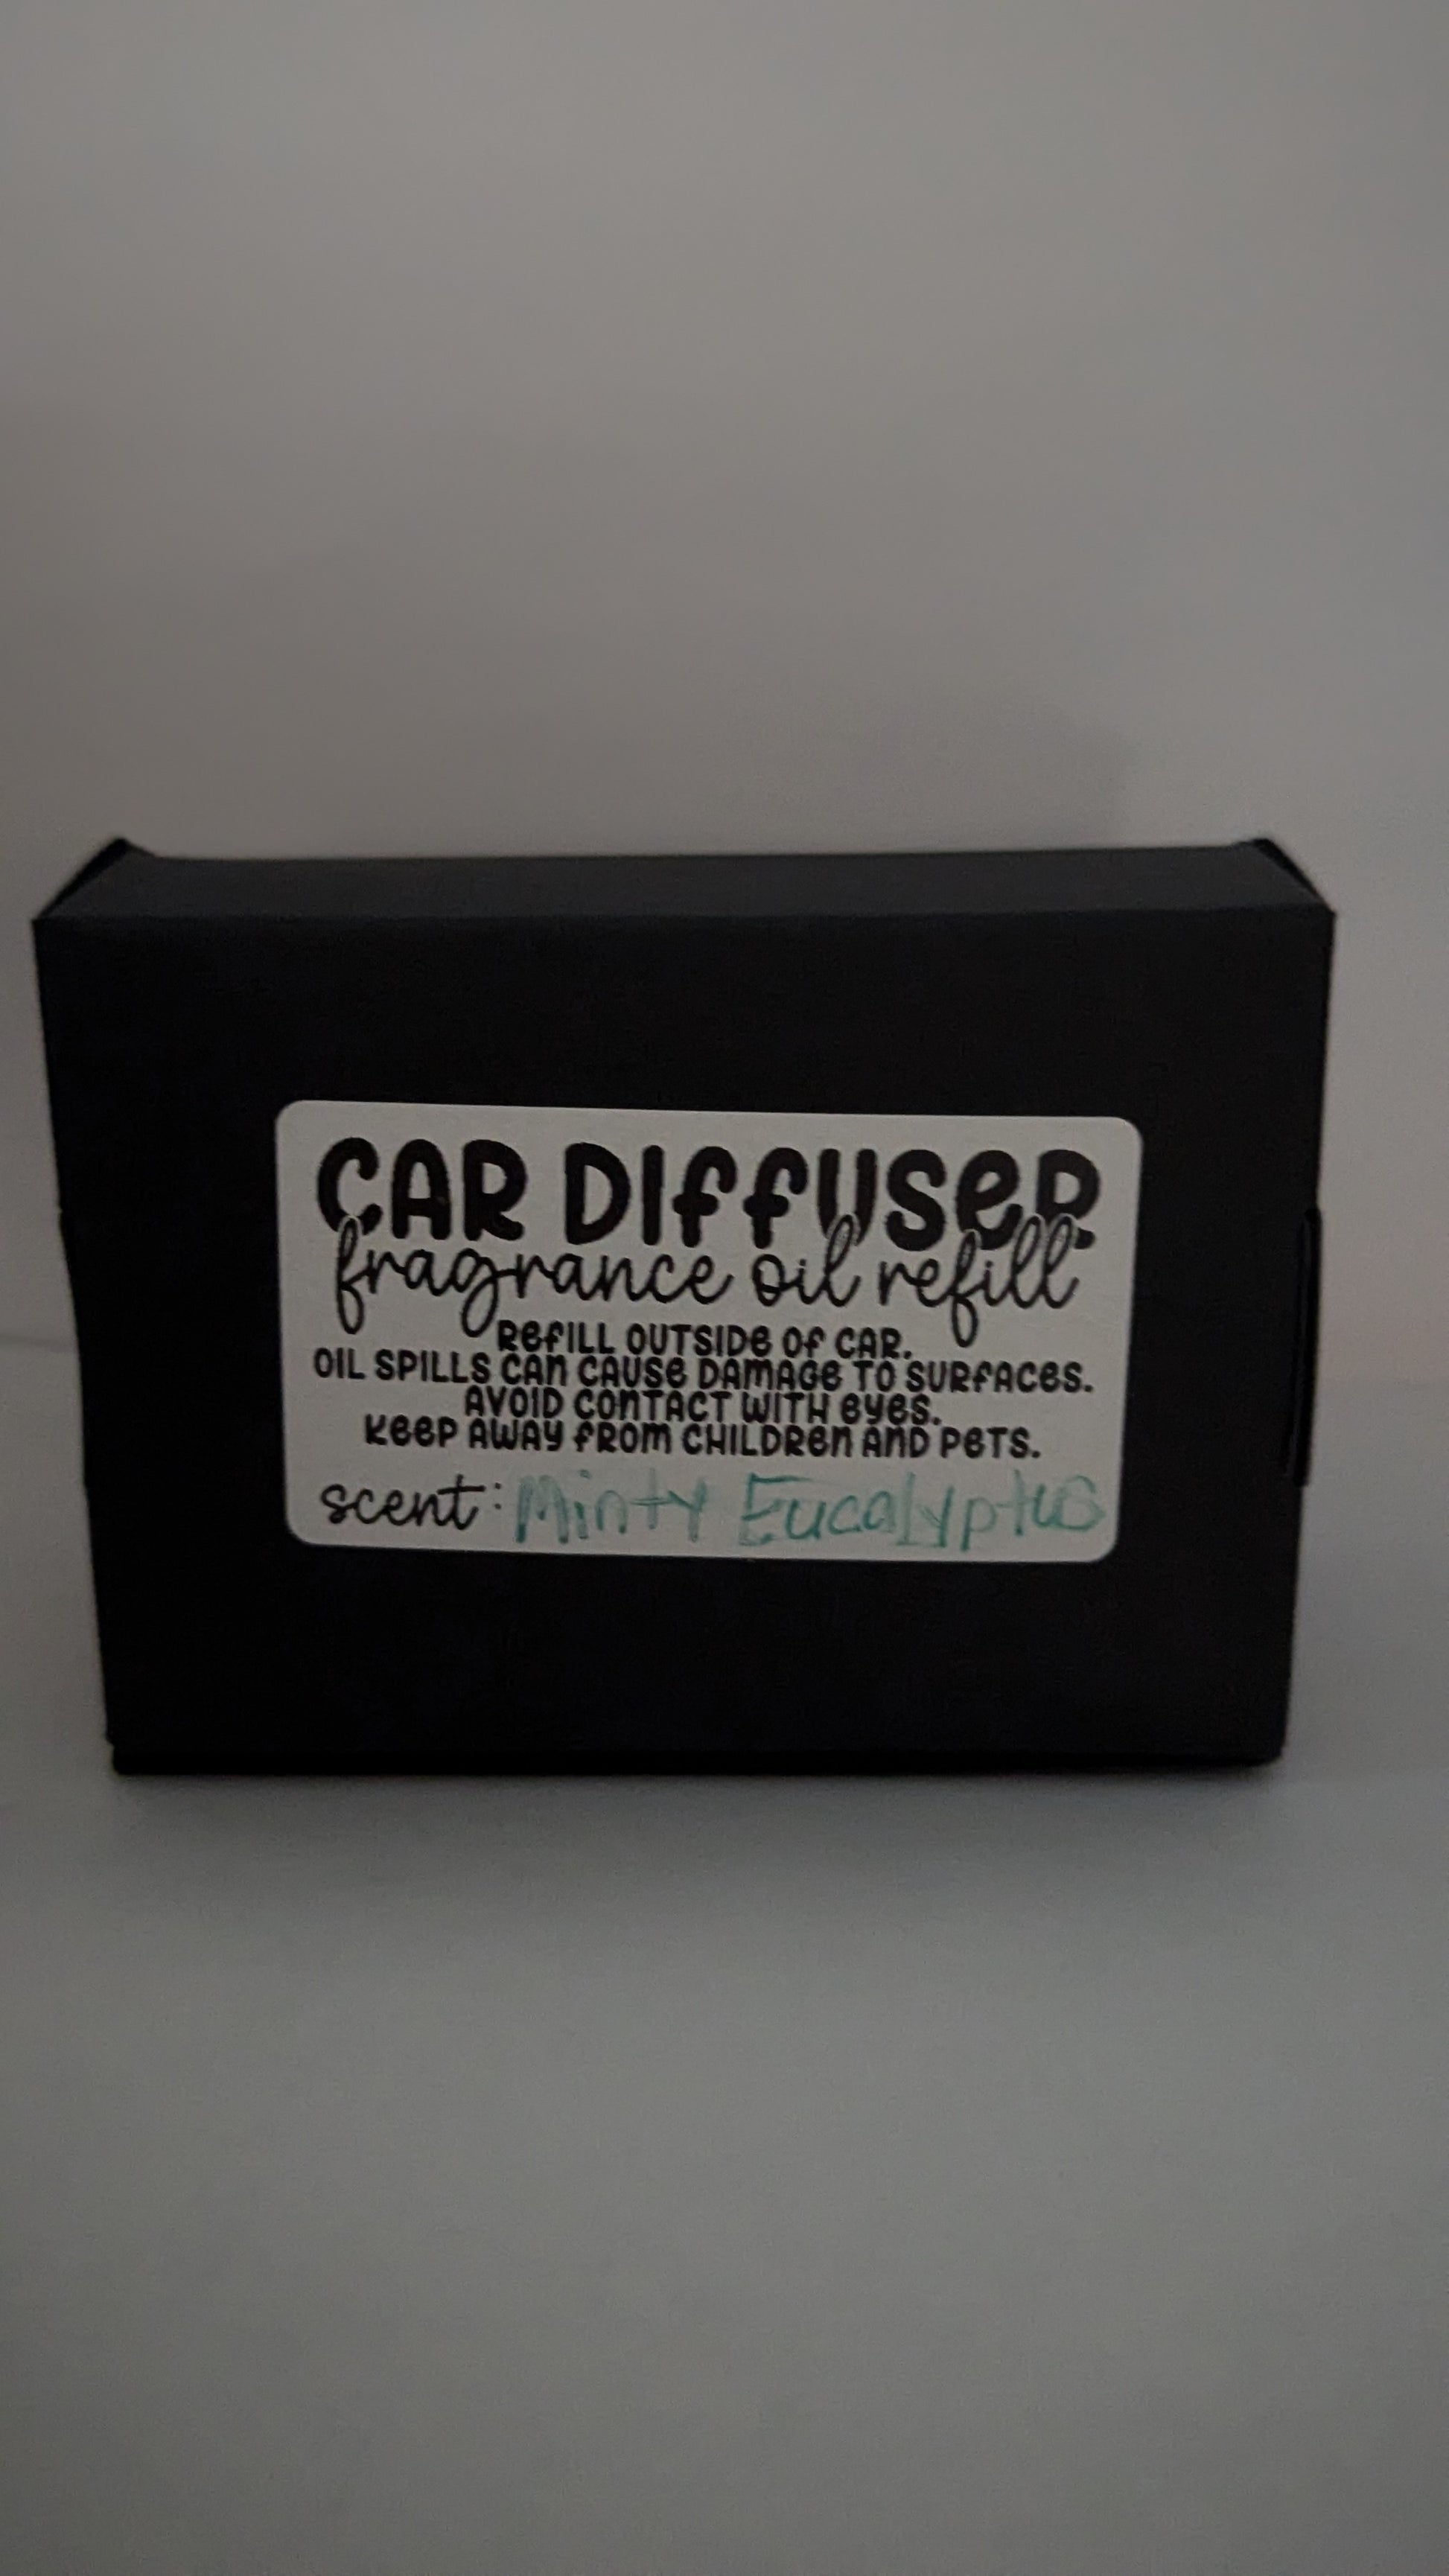 CAR DIFFUSER
fragrance oil refill
REFILL OUTSIDE OF CAR.
OIL SPILLS CAN CAUSE DAMAGE TO SURFACES.
AVOID CONTACT WITH EYES.
KEEP AWAY FROM CHILDREN AND PETS.
scent: Minty Eucalyptus